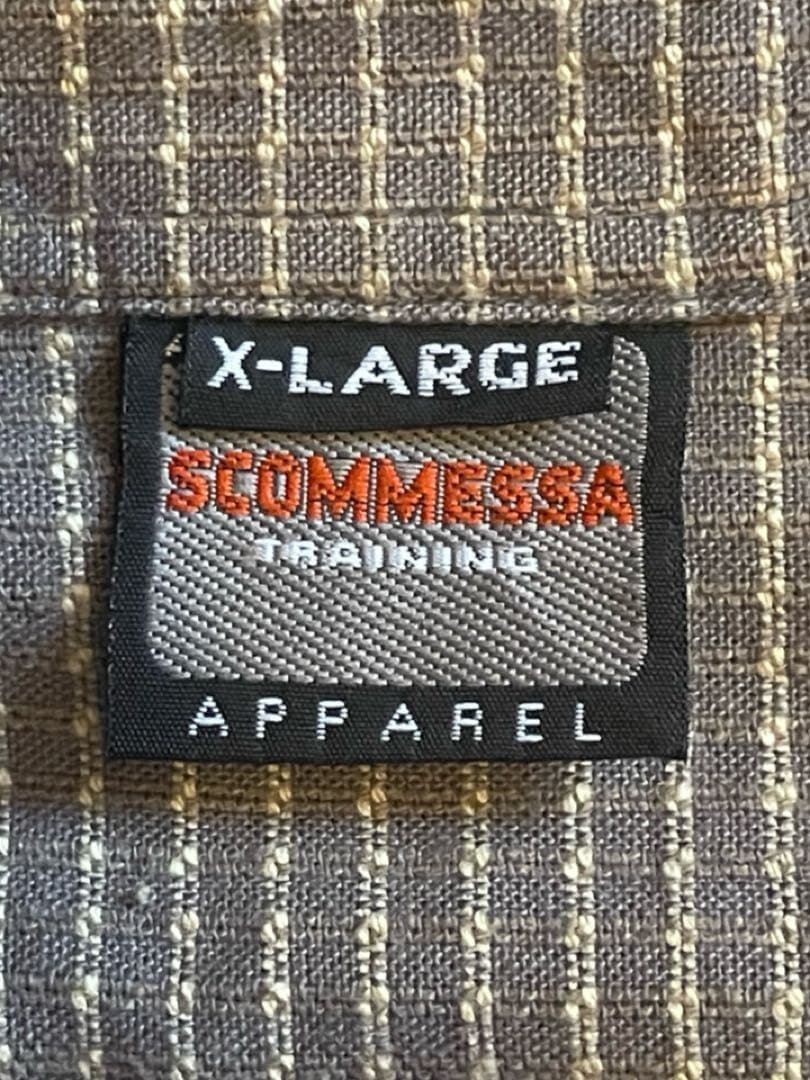 X-LARGE
SCOMMESSA
TRAINING
APPAREL